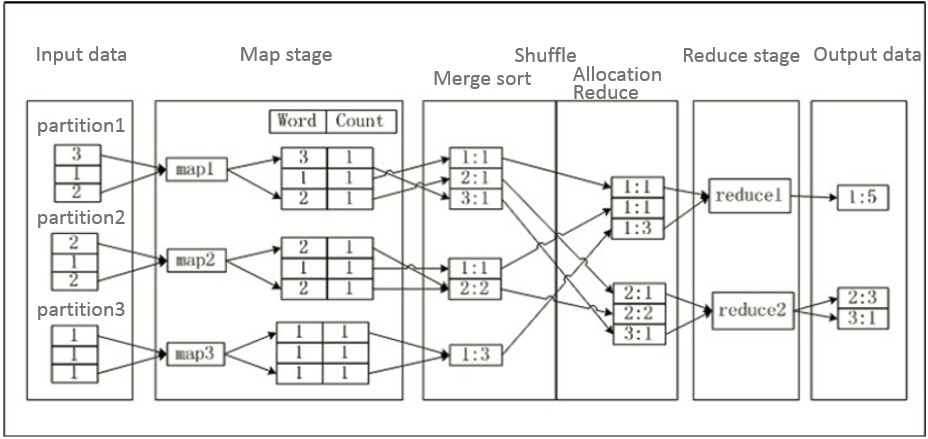 Input data
Map stage
Shuffle
Merge sort
Allocation
Reduce
Reduce stage
Output data
partition1
3
1
2
partition2
2
1
2
partition3
1
1
1
map1
map2
map3
Word Count
3 1
1 1
2 1
2 1
1 1
2 1
1 1
1 1
1 1
1:1
2:1
3:1
1:1
2:2
1:3
1:1
1:1
1:3
2:1
2:2
3:1
reduce1
reduce2
1:5
2:3
3:1